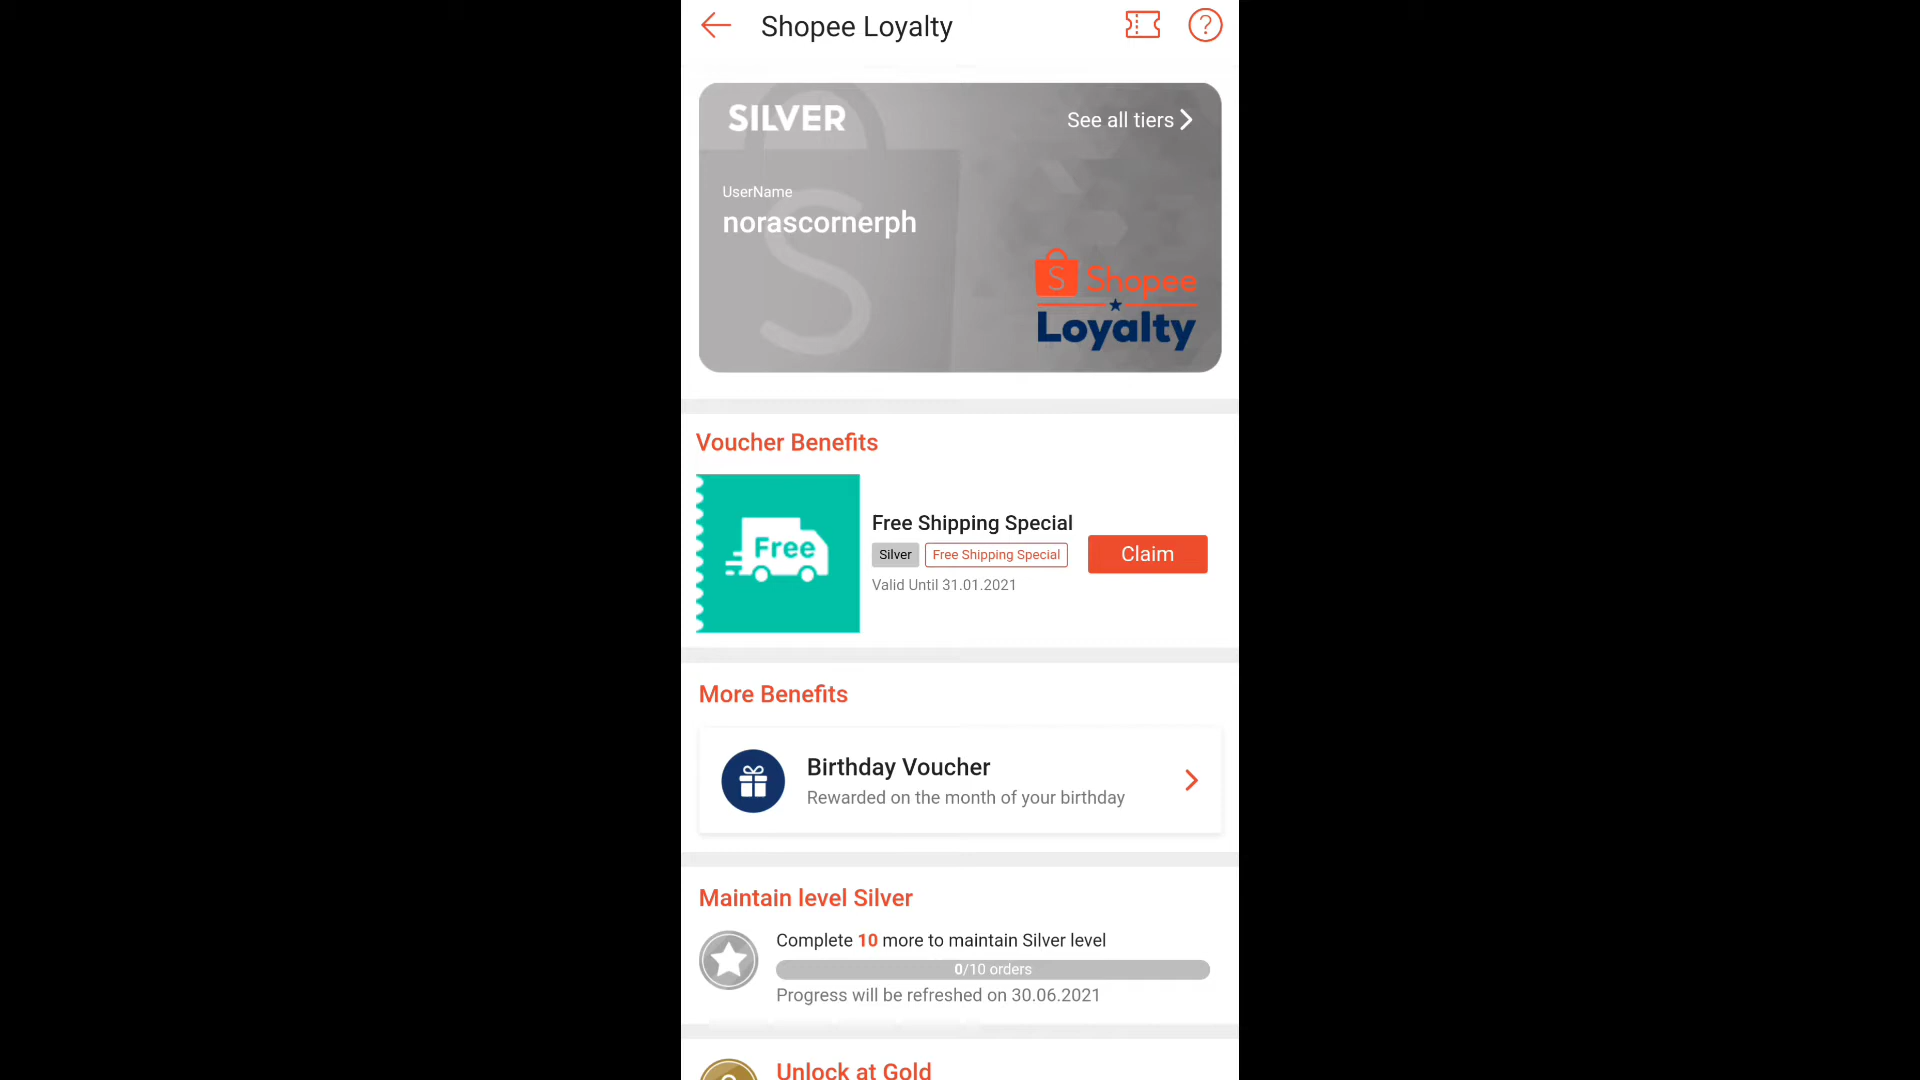 Shopee Loyalty
SILVER
See all tiers
UserName
norascornerph
S Shopee
Loyalty
Voucher Benefits
Free
Free Shipping Special
Silver Free Shipping Special
Claim
Valid Until 31.01.2021
More Benefits
Birthday Voucher
Rewarded on the month of your birthday
Maintain level Silver
Complete 10 more to maintain Silver level
0/10 orders
Progress will be refreshed on 30.06.2021
Unlock at Gold